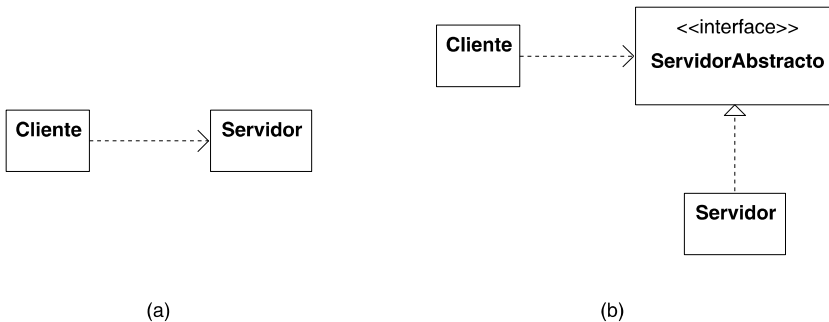 Cliente
Servidor
(a)
Cliente
<<interface>>
ServidorAbstracto
Servidor
(b)